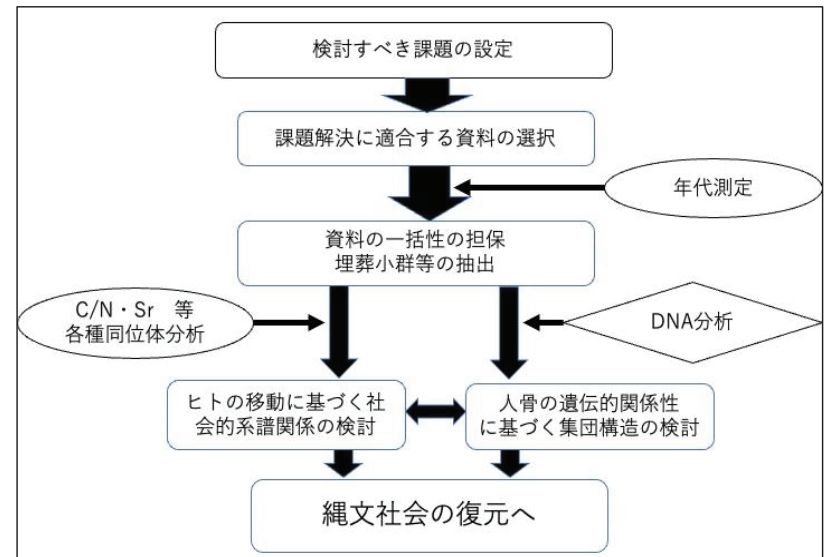 検討すべき課題の設定
課題解決に適合する資料の選択
年代測定
資料の一括性の担保
埋葬小群等の抽出
C/N・Sr　等
各種同位体分析
DNA分析
ヒトの移動に基づく社
会的系譜関係の検討
人骨の遺伝的関係性
に基づく集団構造の検討
縄文社会の復元へ